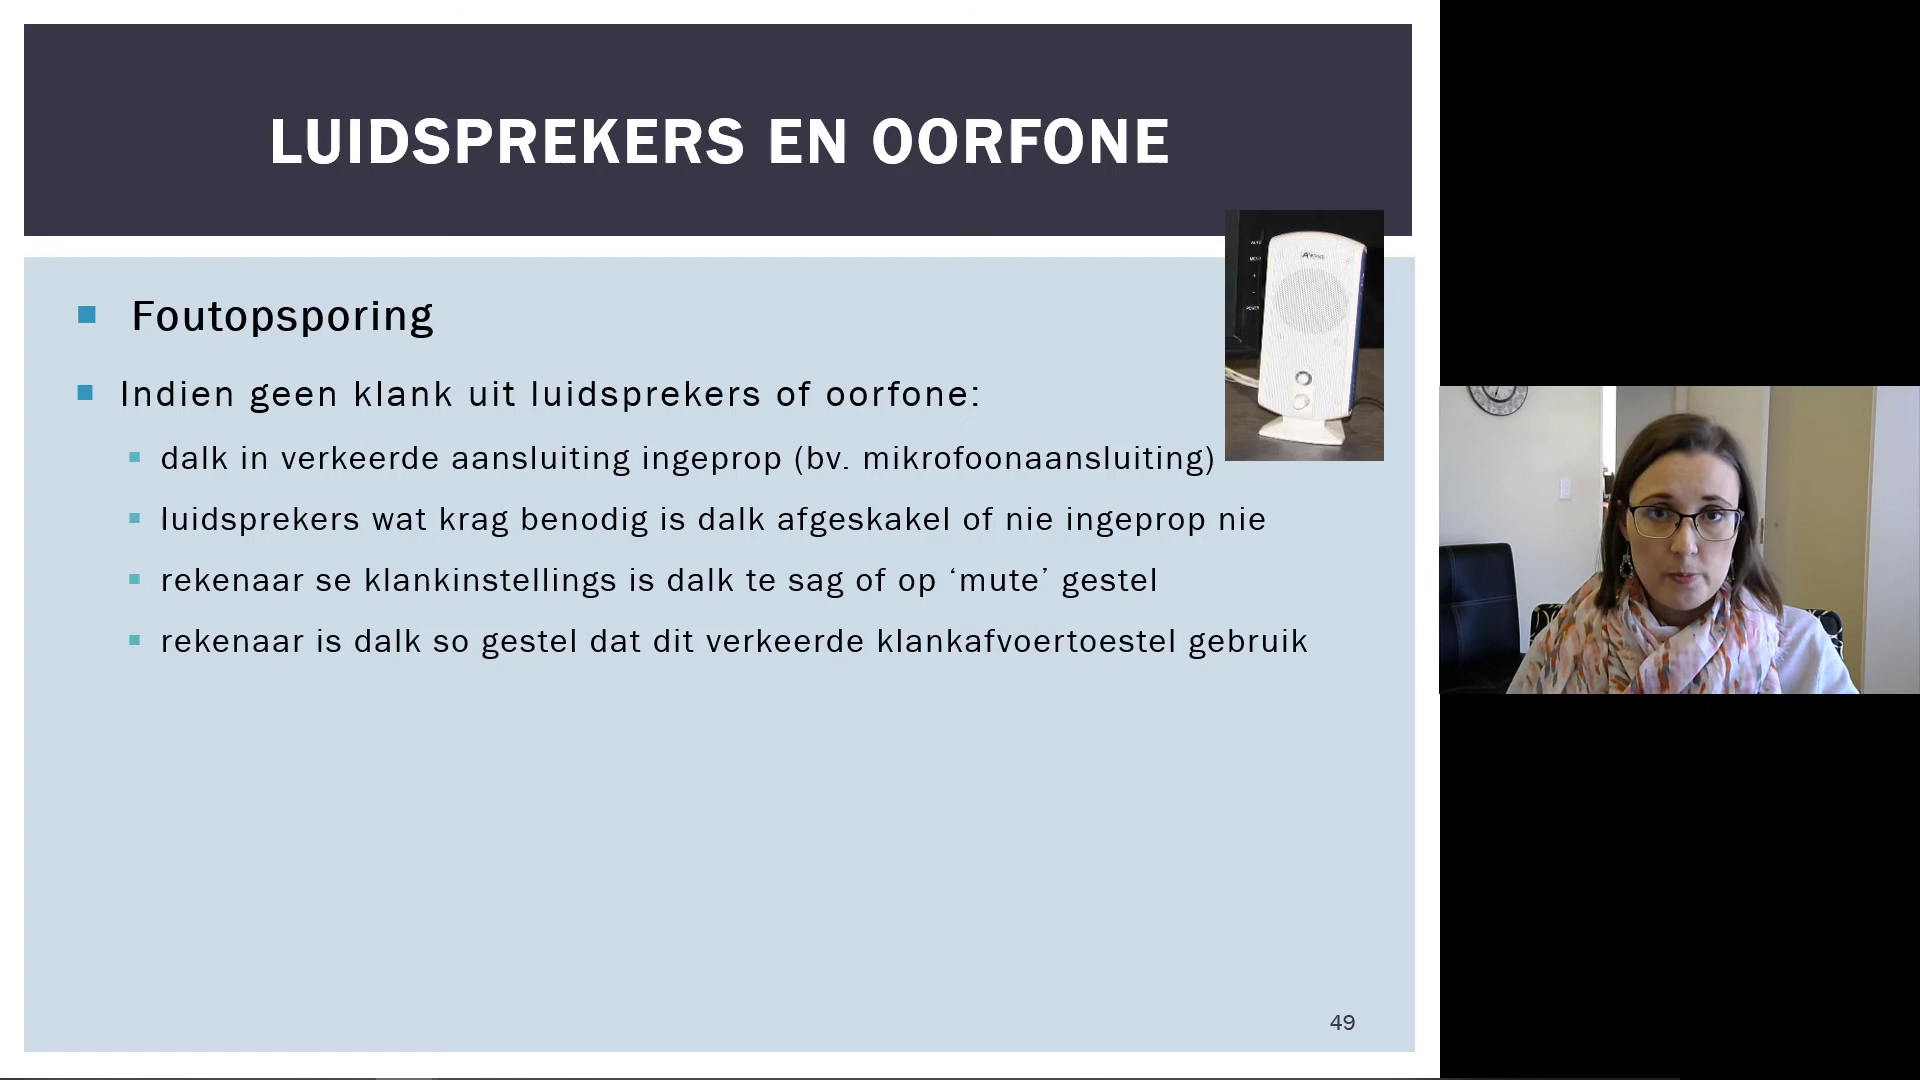 LUIDSPREKERS EN OORFONE
Foutopsporing
Indien geen klank uit luidsprekers of oorfone:
dalk in verkeerde aansluiting ingeprop (bv. mikrofoonaansluiting)
luidsprekers wat krag benodig is dalk afgeskakel of nie ingeprop nie
rekenaar se klankinstellings is dalk te sag of op ‘mute’ gestel
rekenaar is dalk so gestel dat dit verkeerde klankafvoertoestel gebruik
49